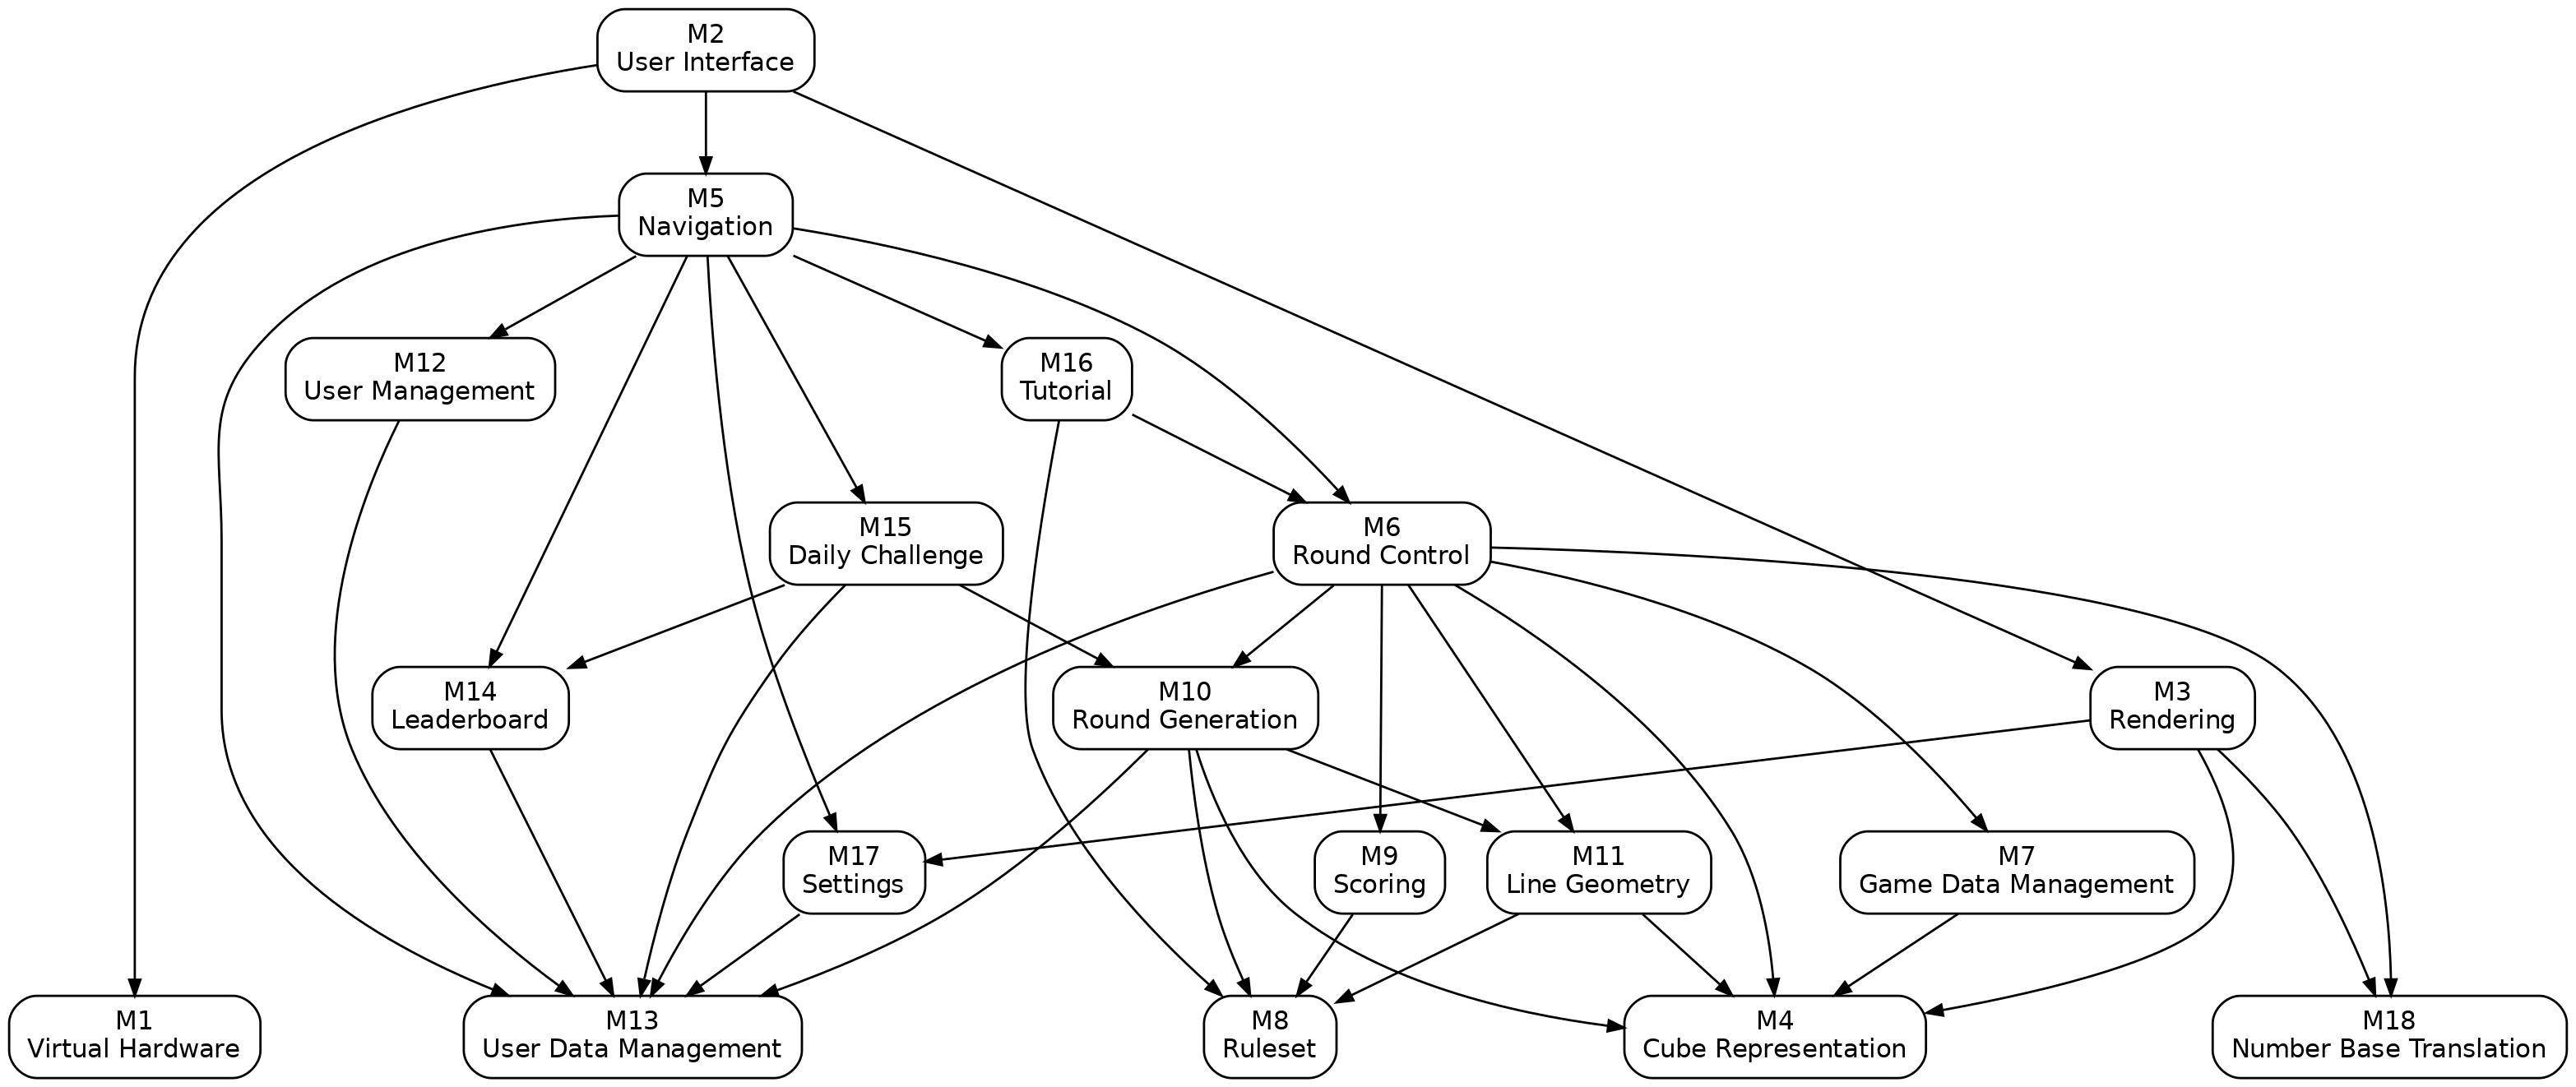 M2
User Interface
M5
Navigation
M12
User Management
M16
Tutorial
M15
Daily Challenge
M6
Round Control
M14
Leaderboard
M10
Round Generation
M3
Rendering
M17
Settings
M9
Scoring
M11
Line Geometry
M7
Game Data Management
M1
Virtual Hardware
M13
User Data Management
M8
Ruleset
M4
Cube Representation
M18
Number Base Translation